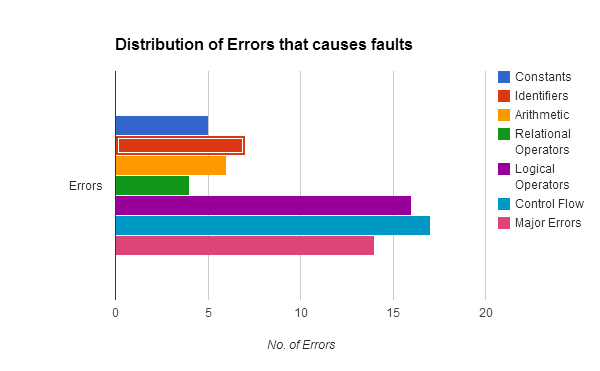 Distribution of Errors that causes faults
Constants
Identifiers
Arithmetic
Relational
Operators
Logical
Operators
Control Flow
Major Errors
Errors
0 5 10 15 20
No. of Errors